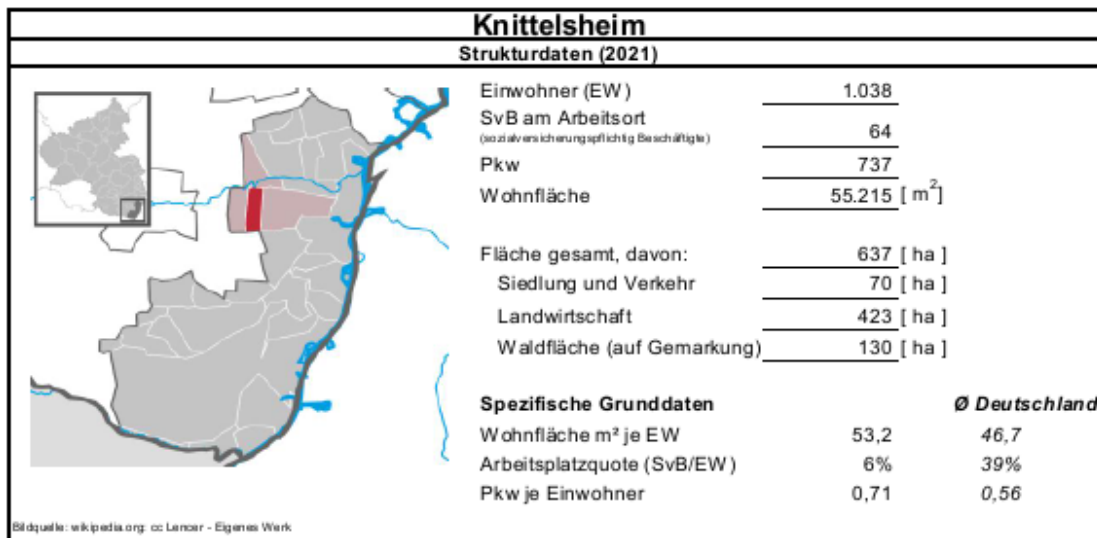 Knittelsheim
Strukturdaten (2021)
Einwohner (EW) 1.038
SvB am Arbeitsort 64
(sozialversicherungspflichtig Beschäftigte)
Pkw 737
Wohnfläche 55.215 [ m²]
Fläche gesamt, davon: 637 [ ha ]
Siedlung und Verkehr 70 [ ha ]
Landwirtschaft 423 [ ha ]
Waldfläche (auf Gemarkung) 130 [ ha ]
Spezifische Grunddaten Ø Deutschland
Wohnfläche m² je EW 53,2 46,7
Arbeitsplatzquote (SvB/EW) 6% 39%
Pkw je Einwohner 0,71 0,56
Bildquelle: wikipedia.org: cc Lencer - Eigenes Werk